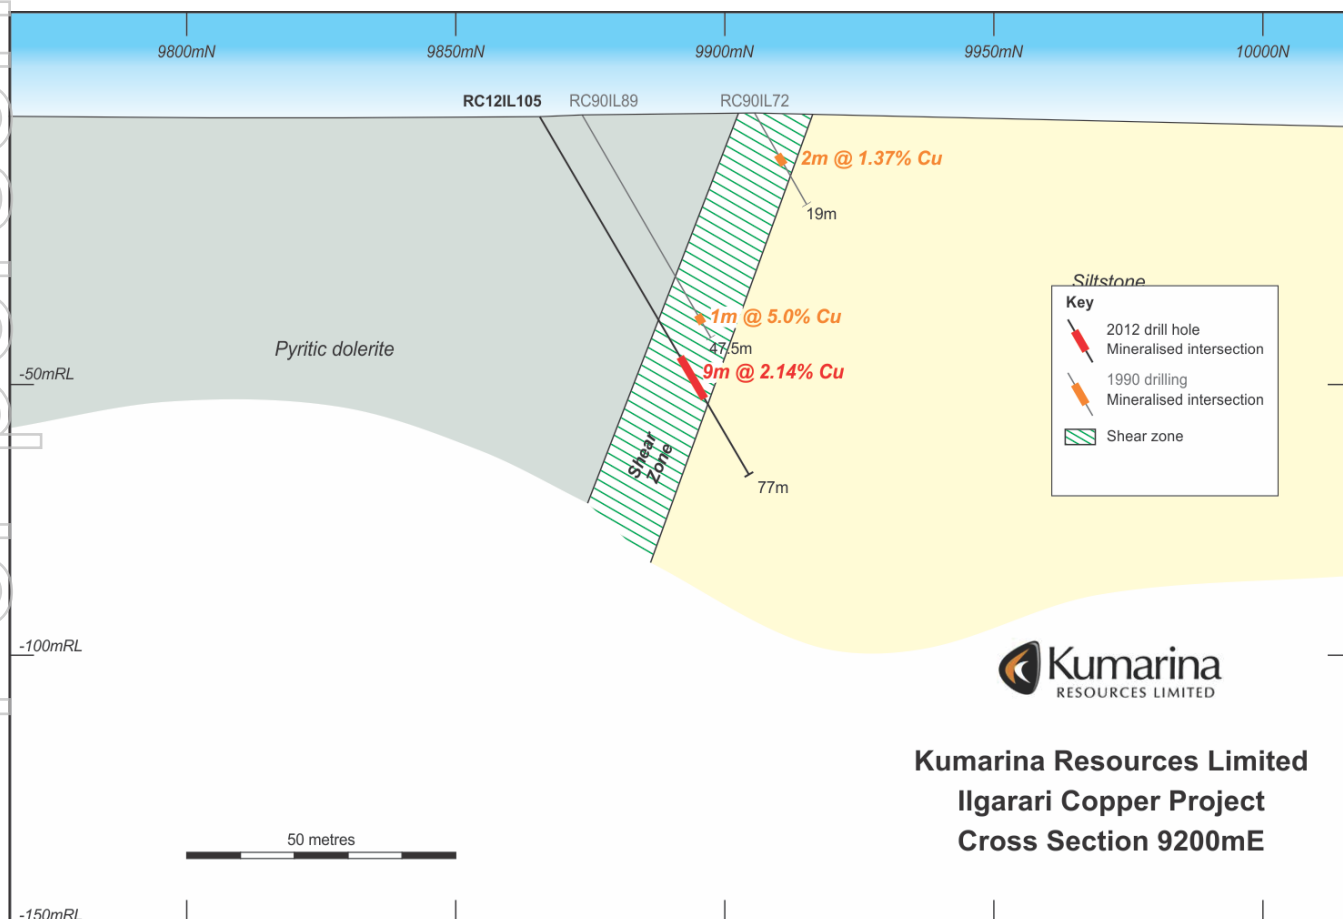 9800mN
9850mN
9900mN
9950mN
10000N
RC12IL105
RC90IL89
RC90IL72
2m @ 1.37% Cu
19m
Siltstone
Key
2012 drill hole
Mineralised intersection
1990 drilling
Mineralised intersection
Shear zone
1m @ 5.0% Cu
47.5m
Pyritic dolerite
9m @ 2.14% Cu
-50mRL
Shear
Zone
77m
-100mRL
Kumarina
RESOURCES LIMITED
Kumarina Resources Limited
Ilgarari Copper Project
Cross Section 9200mE
50 metres
-150mRL